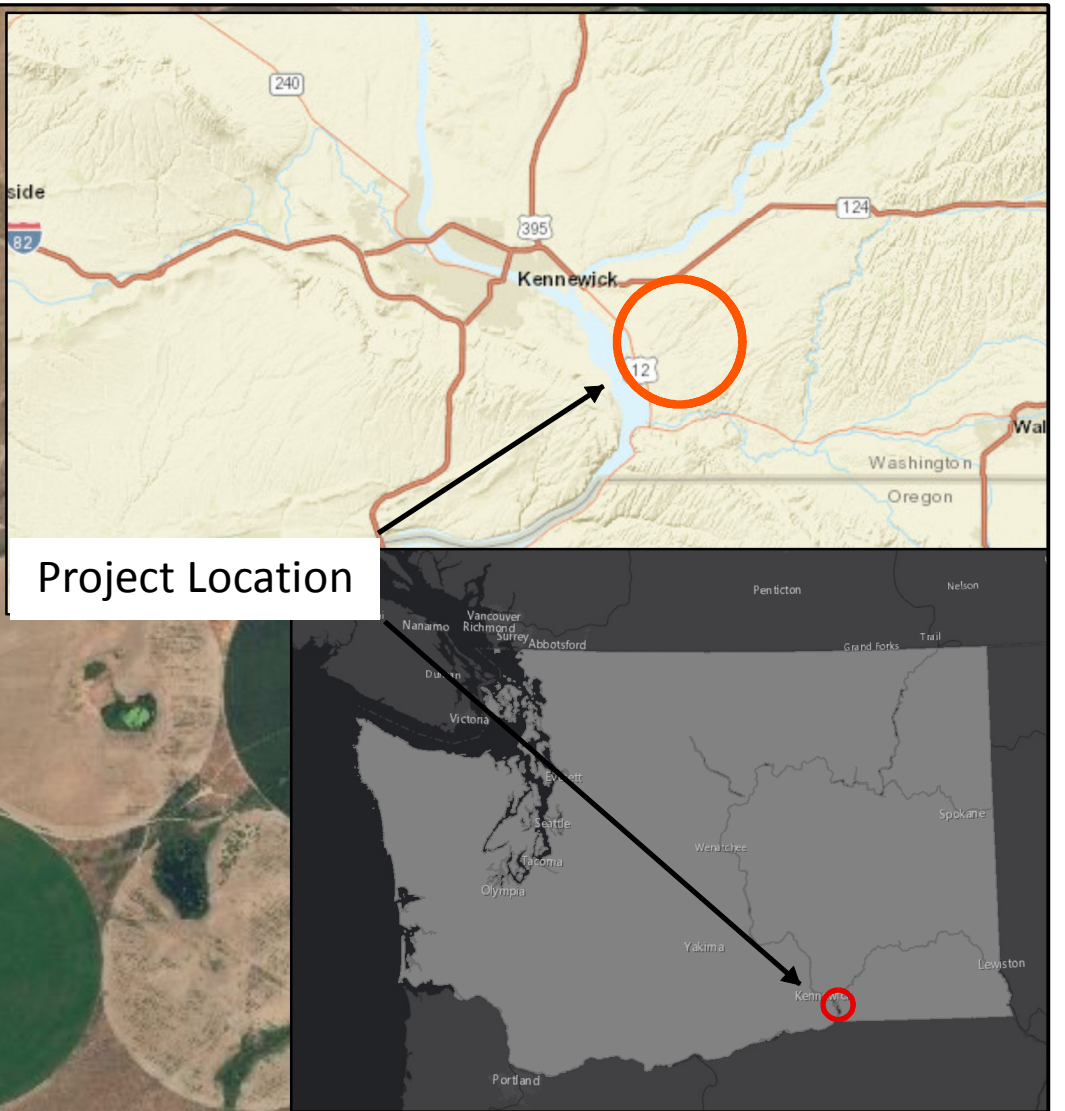 240
side
82
395
124
Kennewick
12
Wal
Washington
Oregon
Project Location
Penticton
Nelson
Vancouver
Nanaimo
Richmond
Surrey
Abbotsford
Trail
Grand Forks
Victoria
Everett
Seattle
Spokane
Wenatchee
Tacoma
Olympia
Yakima
Lewiston
Portland